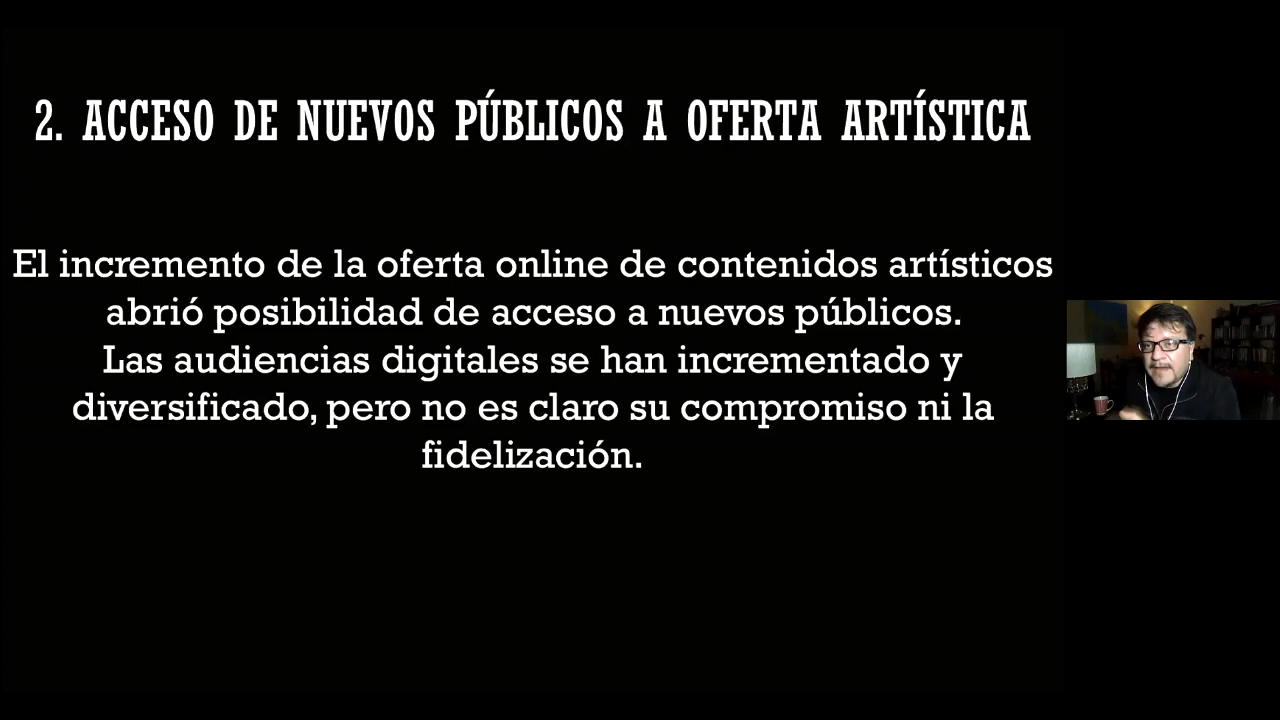 2. ACCESO DE NUEVOS PÚBLICOS A OFERTA ARTÍSTICA
El incremento de la oferta online de contenidos artísticos
abrió posibilidad de acceso a nuevos públicos.
Las audiencias digitales se han incrementado y
diversificado, pero no es claro su compromiso ni la
fidelización.